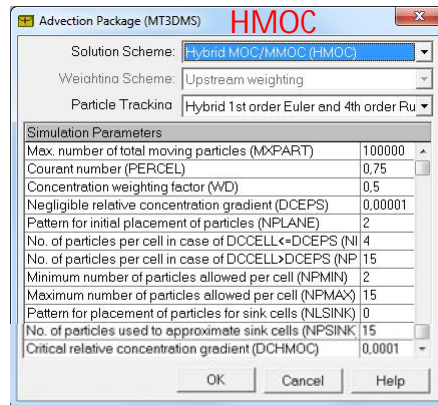 Advection Package (MT3DMS) HMOC
Solution Scheme: Hybrid MOC/MMOC (HMOC)
Weighting Scheme: Upstream weighting
Particle Tracking Hybrid 1st order Euler and 4th order Ru
Simulation Parameters
Max. number of total moving particles (MXPART) 100000
Courant number (PERCEL) 0,75
Concentration weighting factor (WD) 0,5
Negligible relative concentration gradient (DCEPS) 0,00001
Pattern for initial placement of particles (NPLANE) 2
No. of particles per cell in case of DCCELL<=DCEPS (NI 4
No. of particles per cell in case of DCCELL>DCEPS (NP 15
Minimum number of particles allowed per cell (NPMIN) 2
Maximum number of particles allowed per cell (NPMAX) 15
Pattern for placement of particles for sink cells (NLSINK) 0
No. of particles used to approximate sink cells (NPSINK 15
Critical relative concentration gradient (DCHMOC) 0,0001
OK Cancel Help